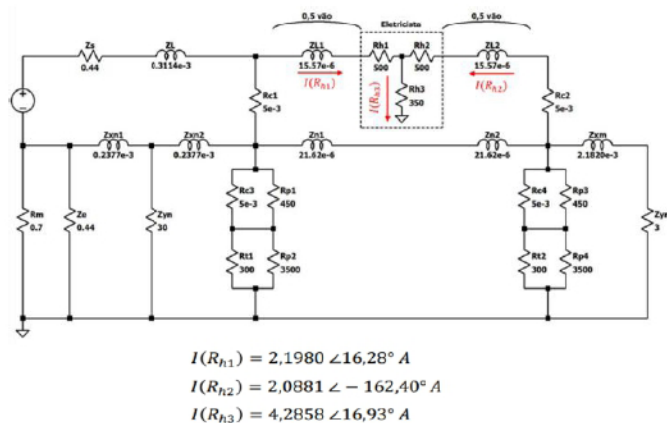 0,5 vão
Eletricista
0,5 vão
Zs
0.44
ZL
0.3114e-3
ZL1
15.57e-6
Rh1
500
Rh2
500
ZL2
15.57e-6
I(Rh1)
I(Rh3)
I(Rh2)
Rh3
350
Rc1
5e-3
Rc2
5e-3
Zxn1
0.2377e-3
Zxn2
0.2377e-3
Zn1
21.62e-6
Zn2
21.62e-6
Zxm
2.1820e-3
Rc3
5e-3
Rp1
450
Rc4
5e-3
Rp3
450
Rm
0.7
0.44
Zyn
30
3
Rt1
300
Rp2
3500
Rt2
300
Rp4
3500
I(Rh1) = 2,1980 ∠16,28° A
I(Rh2) = 2,0881 ∠ − 162,40° A
I(Rh3) = 4,2858 ∠16,93° A